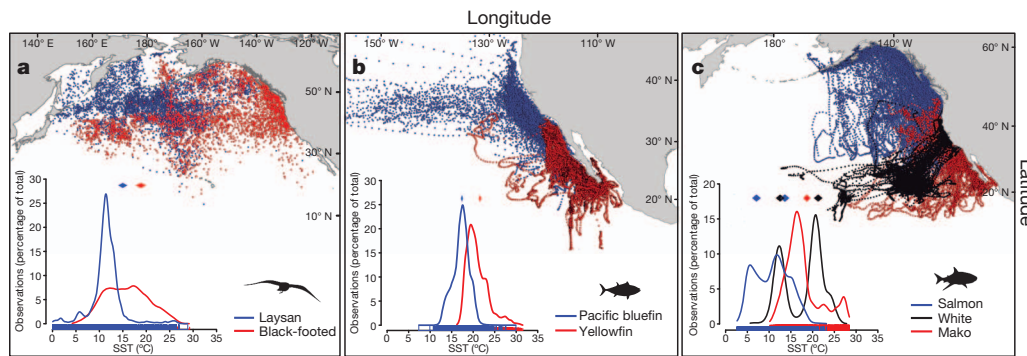 Longitude
140° E 160° E 180° W 160° W 140° W 120° W
a
50° N
30° N
10° N
Observations (percentage of total)
30
25
20
15
10
5
0
0 5 10 15 20 25 30 35
SST (ºC)
Laysan
Black-footed
150° W 130° W 110° W
b
40° N
30° N
20° N
Observations (percentage of total)
30
25
20
15
10
5
0
0 5 10 15 20 25 30 35
SST (ºC)
Pacific bluefin
Yellowfin
180° W 140° W
c
60° N
40° N
20° N
Latitude
Observations (percentage of total)
20
15
10
5
0
0 5 10 15 20 25 30 35
SST (ºC)
Salmon
White
Mako